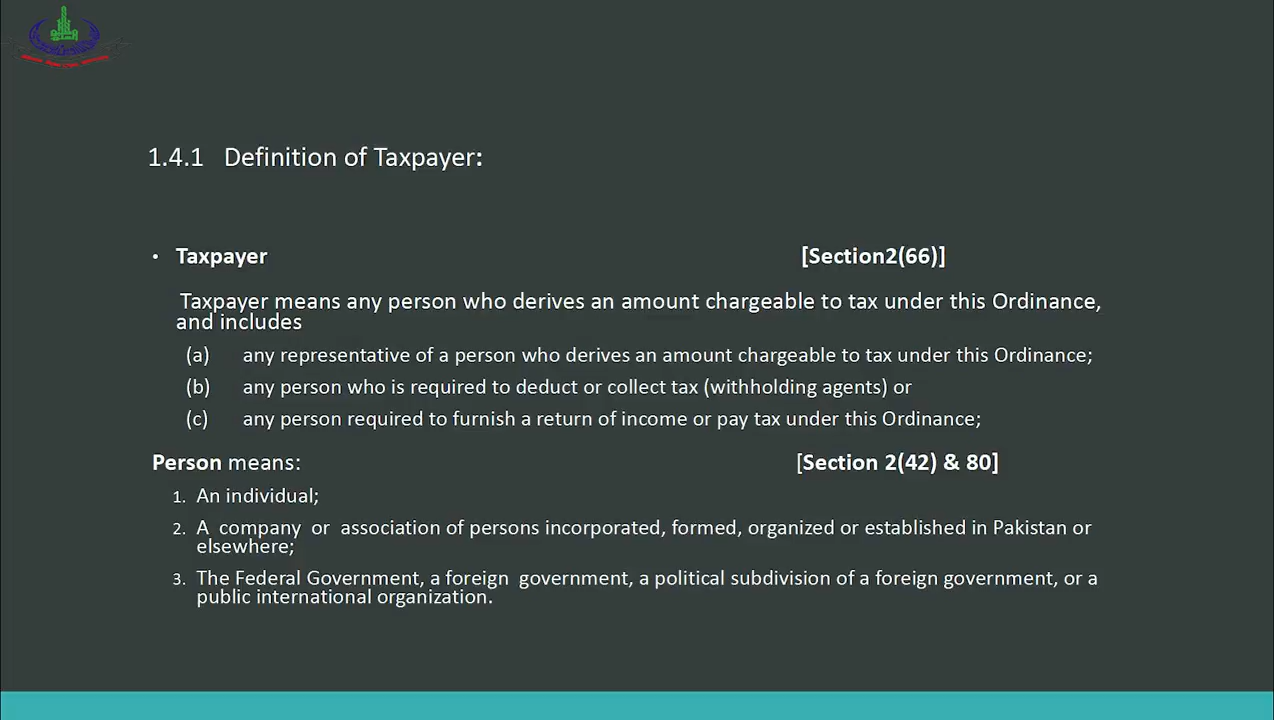 1.4.1 Definition of Taxpayer:
• Taxpayer [Section2(66)]
Taxpayer means any person who derives an amount chargeable to tax under this Ordinance,
and includes
(a) any representative of a person who derives an amount chargeable to tax under this Ordinance;
(b) any person who is required to deduct or collect tax (withholding agents) or
(c) any person required to furnish a return of income or pay tax under this Ordinance;
Person means: [Section 2(42) & 80]
1. An individual;
2. A company or association of persons incorporated, formed, organized or established in Pakistan or
elsewhere;
3. The Federal Government, a foreign government, a political subdivision of a foreign government, or a
public international organization.